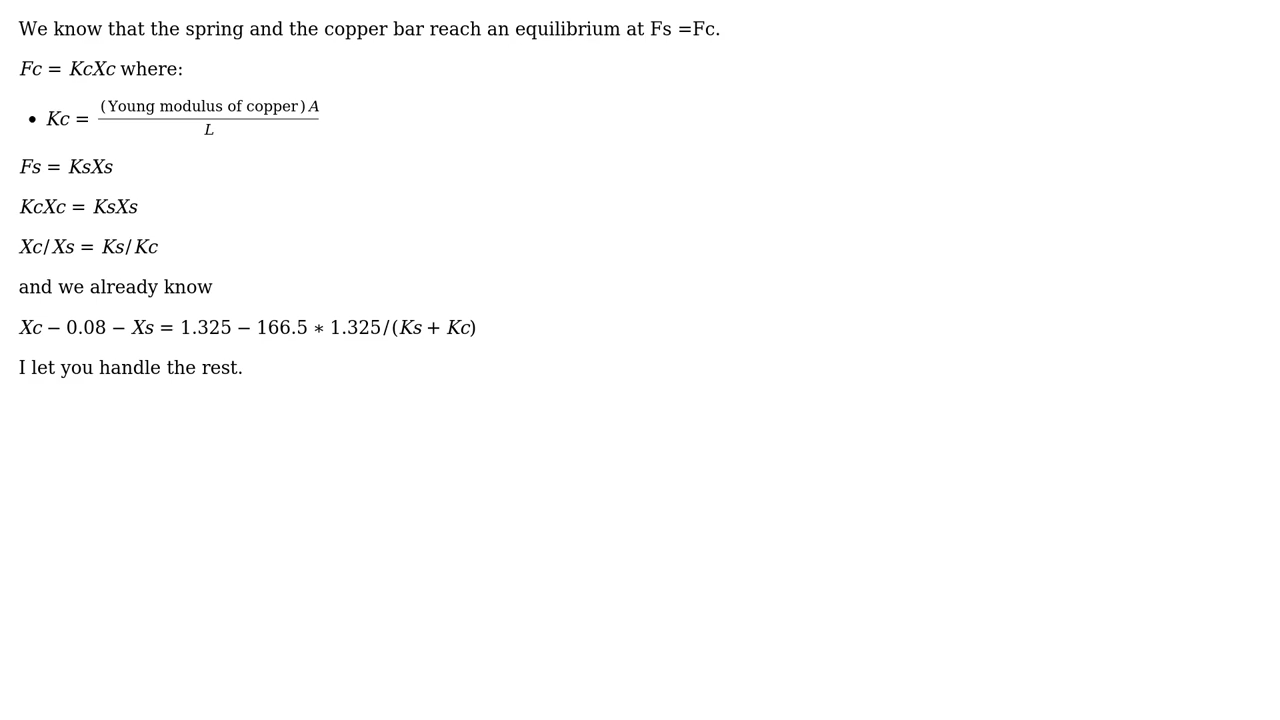 We know that the spring and the copper bar reach an equilibrium at Fs =Fc.
Fc = KcXc where:
• Kc = \frac{(Young modulus of copper) A}{L}
Fs = KsXs
KcXc = KsXs
Xc/Xs = Ks/Kc
and we already know
Xc − 0.08 − Xs = 1.325 − 166.5 ∗ 1.325/(Ks + Kc)
I let you handle the rest.